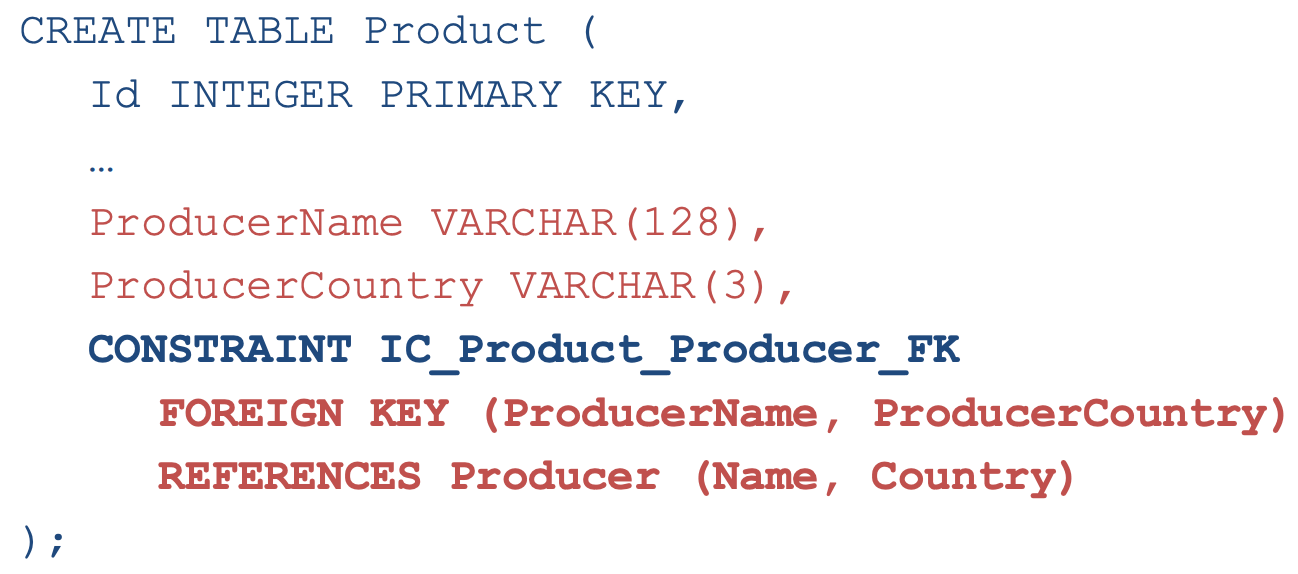 CREATE TABLE Product (
Id INTEGER PRIMARY KEY,
…
ProducerName VARCHAR(128),
ProducerCountry VARCHAR(3),
CONSTRAINT IC_Product_Producer_FK
FOREIGN KEY (ProducerName, ProducerCountry)
REFERENCES Producer (Name, Country)
);